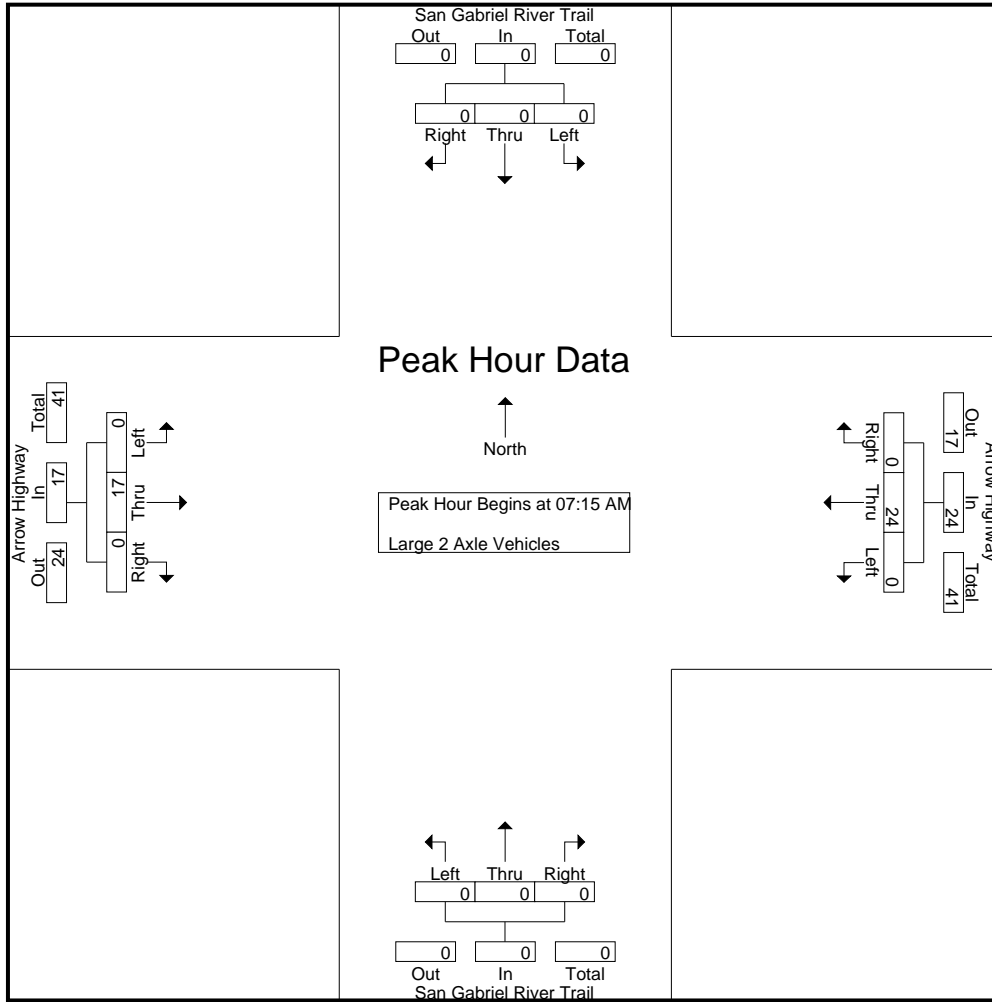 San Gabriel River Trail
Out In Total
0 0 0
0 0 0
Right Thru Left
Peak Hour Data
North
Peak Hour Begins at 07:15 AM
Large 2 Axle Vehicles
Arrow Highway
Total In Out
41 17 24
0 17 0
Left Thru Right
Arrow Highway
Out In Total
17 24 41
0 24 0
Right Thru Left
Left Thru Right
0 0 0
0 0 0
Out In Total
San Gabriel River Trail